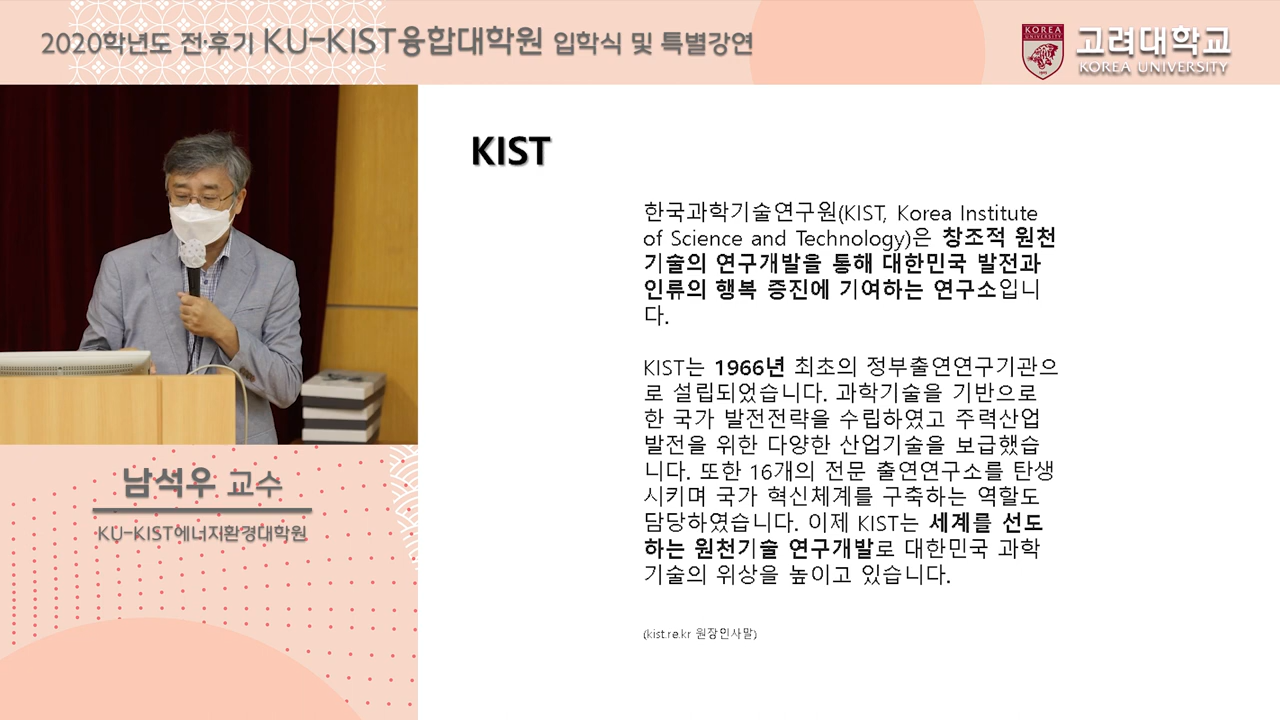 2020학년도 전·후기 KU-KIST융합대학원 입학식 및 특별강연
KOREA
UNIVERSITY
고려대학교
KOREA UNIVERSITY
남석우 교수
KU-KIST에너지환경대학원
KIST
한국과학기술연구원(KIST, Korea Institute
of Science and Technology)은 창조적 원천
기술의 연구개발을 통해 대한민국 발전과
인류의 행복 증진에 기여하는 연구소입니
다.
KIST는 1966년 최초의 정부출연연구기관으
로 설립되었습니다. 과학기술을 기반으로
한 국가 발전전략을 수립하였고 주력산업
발전을 위한 다양한 산업기술을 보급했습
니다. 또한 16개의 전문 출연연구소를 탄생
시키며 국가 혁신체계를 구축하는 역할도
담당하였습니다. 이제 KIST는 세계를 선도
하는 원천기술 연구개발로 대한민국 과학
기술의 위상을 높이고 있습니다.
(kist.re.kr 원장인사말)